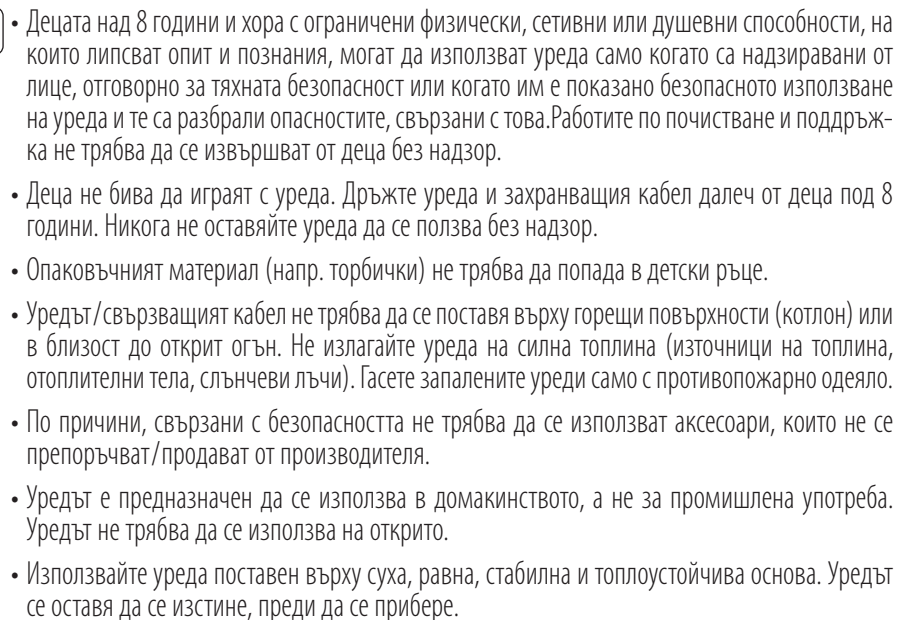 • Децата над 8 години и хора с ограничени физически, сетивни или душевни способности, на
които липсват опит и познания, могат да използват уреда само когато са надзиравани от
лице, отговорно за тяхната безопасност или когато им е показано безопасното използване
на уреда и те са разбрали опасностите, свързани с това.Работите по почистване и поддръж-
ка не трябва да се извършват от деца без надзор.
• Деца не бива да играят с уреда. Дръжте уреда и захранващия кабел далеч от деца под 8
години. Никога не оставяйте уреда да се ползва без надзор.
• Опаковъчният материал (напр. торбички) не трябва да попада в детски ръце.
• Уредът/свързващият кабел не трябва да се поставя върху горещи повърхности (котлон) или
в близост до открит огън. Не излагайте уреда на силна топлина (източници на топлина,
отоплителни тела, слънчеви лъчи). Гасете запалените уреди само с противопожарно одеяло.
• По причини, свързани с безопасността не трябва да се използват аксесоари, които не се
препоръчват/продават от производителя.
• Уредът е предназначен да се използва в домакинството, а не за промишлена употреба.
Уредът не трябва да се използва на открито.
• Използвайте уреда поставен върху суха, равна, стабилна и топлоустойчива основа. Уредът
се оставя да се изстине, преди да се прибере.